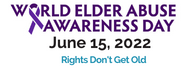 WORLD ELDER ABUSE
AWARENESS DAY
June 15, 2022
Rights Don't Get Old